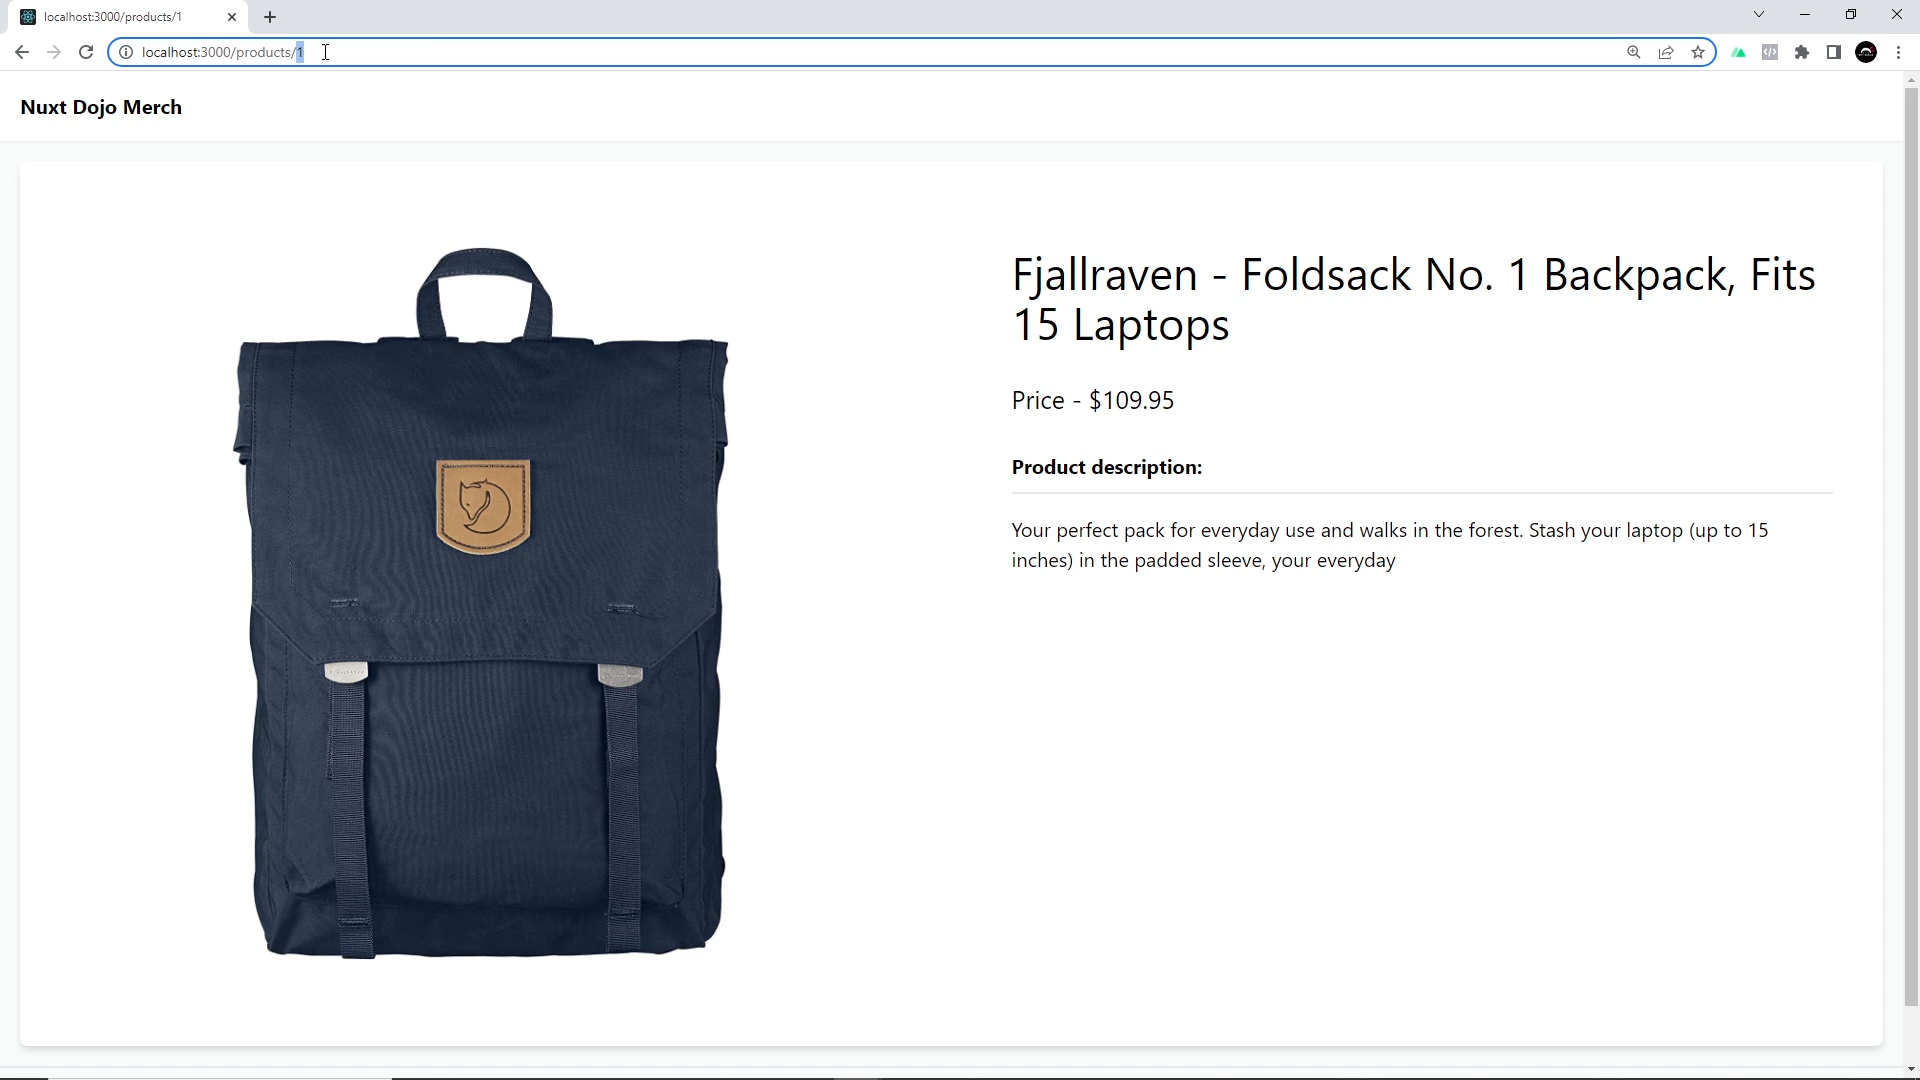 localhost:3000/products/1
localhost:3000/products/1
Nuxt Dojo Merch
Fjallraven - Foldsack No. 1 Backpack, Fits
15 Laptops
Price - $109.95
Product description:
Your perfect pack for everyday use and walks in the forest. Stash your laptop (up to 15
inches) in the padded sleeve, your everyday